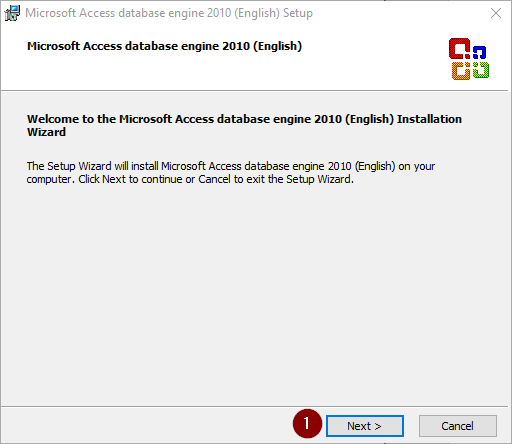 Microsoft Access database engine 2010 (English) Setup
Microsoft Access database engine 2010 (English)
Welcome to the Microsoft Access database engine 2010 (English) Installation
Wizard
The Setup Wizard will install Microsoft Access database engine 2010 (English) on your
computer. Click Next to continue or Cancel to exit the Setup Wizard.
1 Next > Cancel